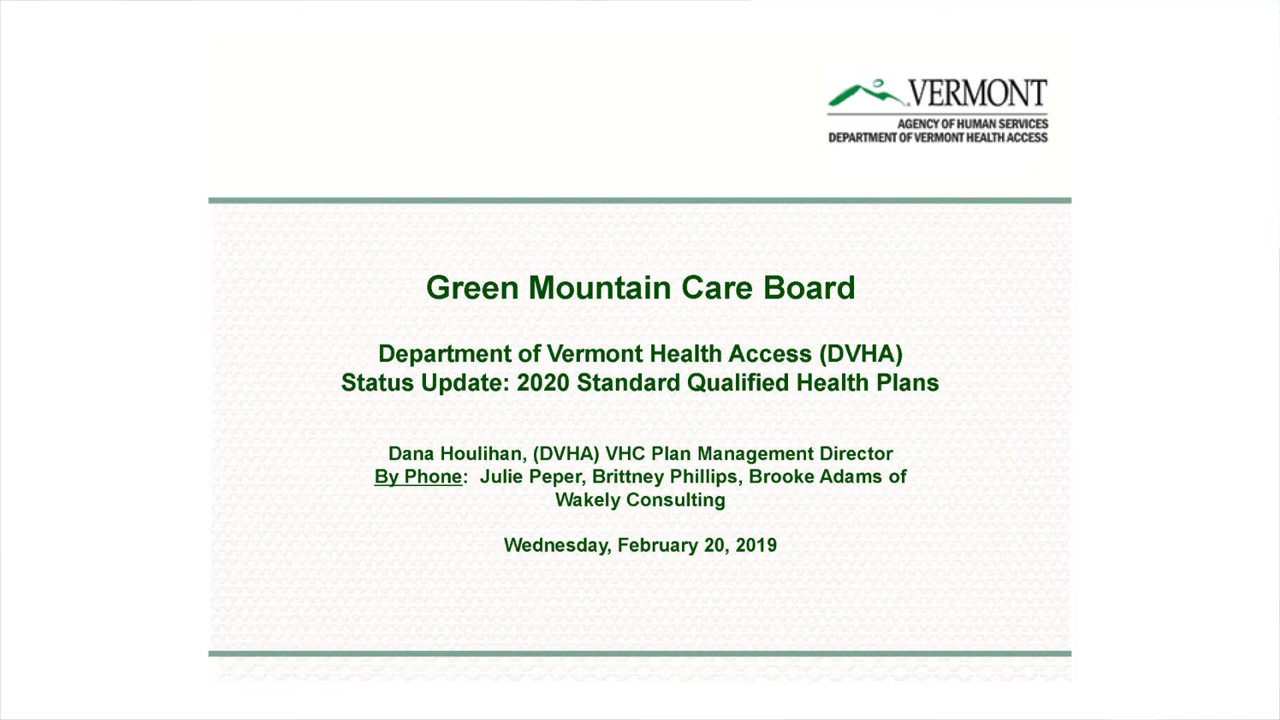 VERMONT
AGENCY OF HUMAN SERVICES
DEPARTMENT OF VERMONT HEALTH ACCESS
Green Mountain Care Board
Department of Vermont Health Access (DVHA)
Status Update: 2020 Standard Qualified Health Plans
Dana Houlihan, (DVHA) VHC Plan Management Director
By Phone: Julie Peper, Brittney Phillips, Brooke Adams of
Wakely Consulting
Wednesday, February 20, 2019